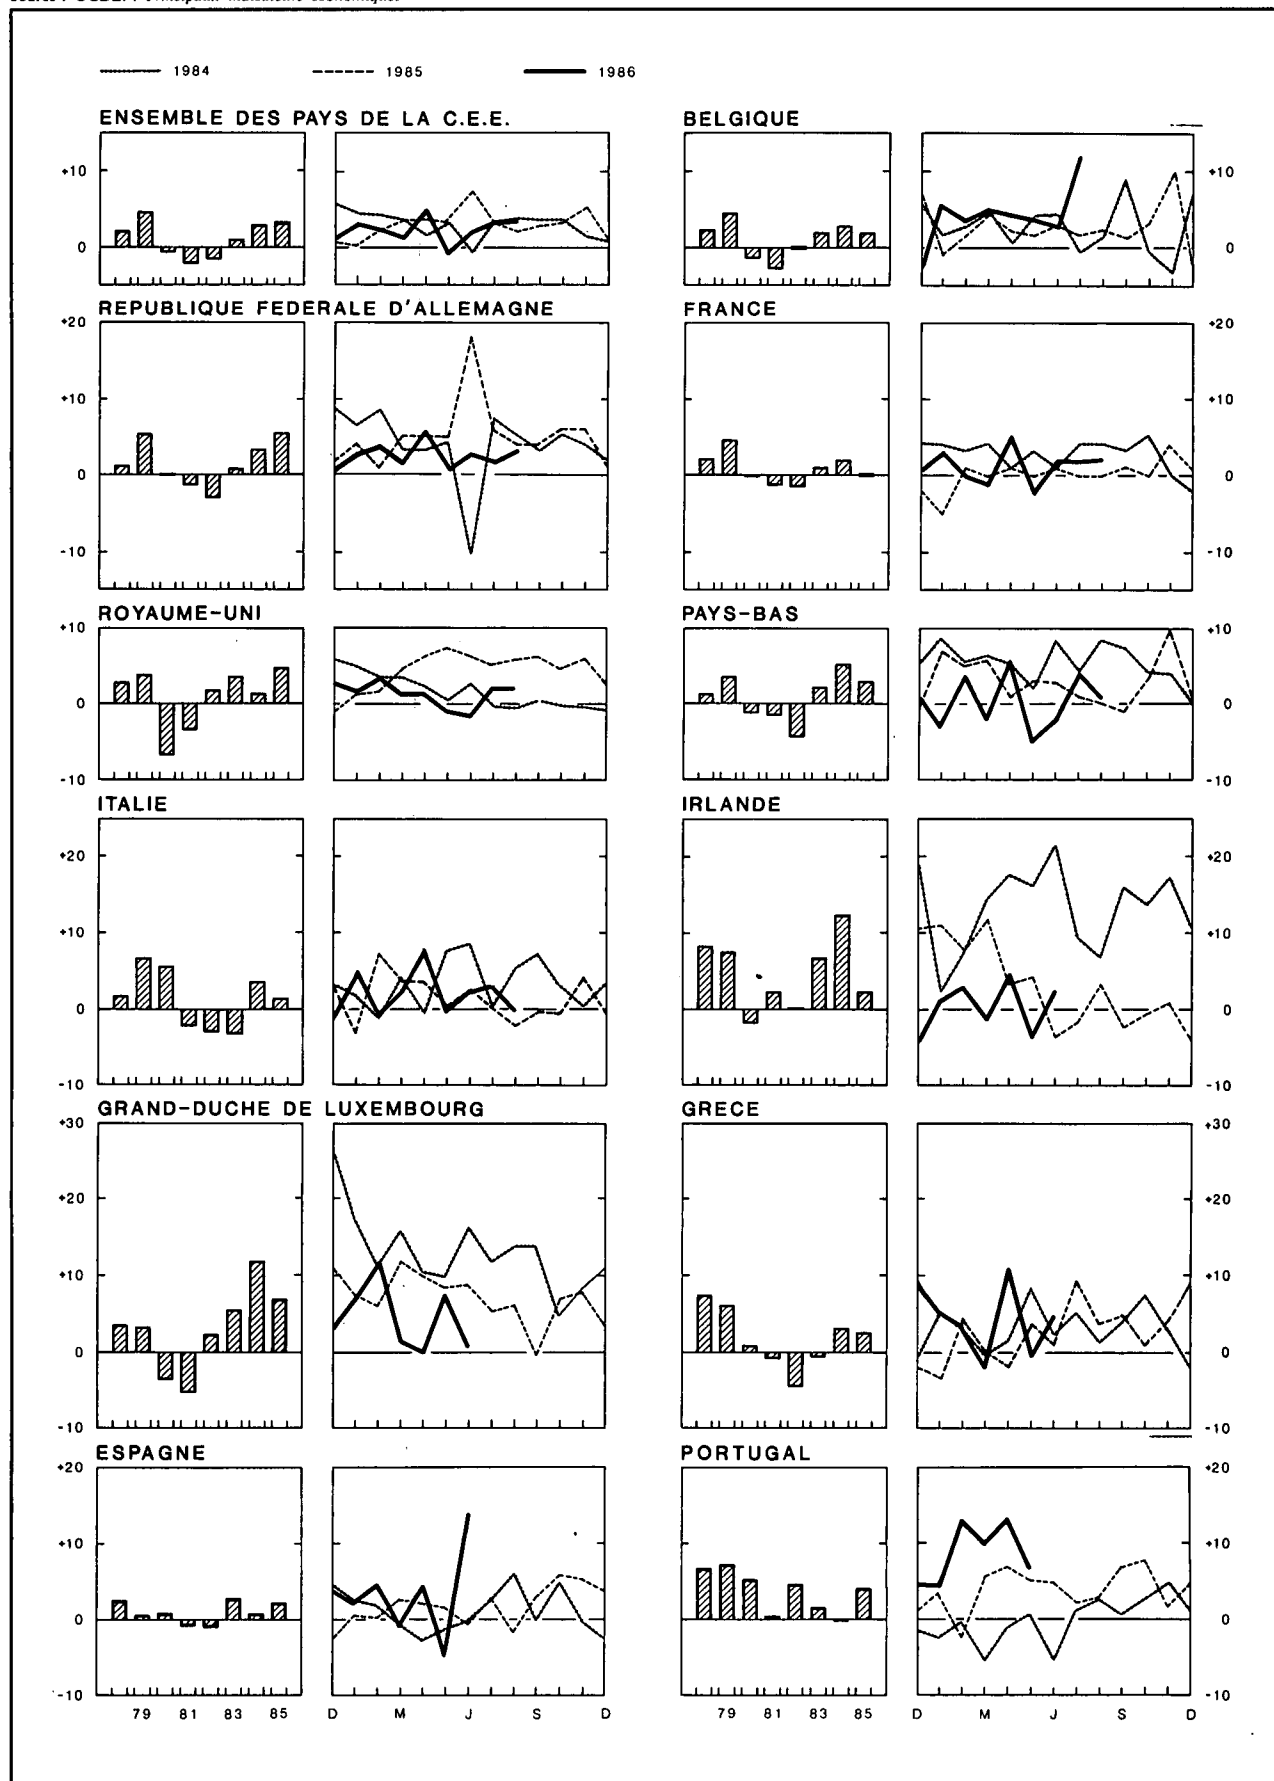 1984 1985 1986
ENSEMBLE DES PAYS DE LA C.E.E. BELGIQUE
+10 +10
0 0
REPUBLIQUE FEDERALE D'ALLEMAGNE FRANCE
+20 +20
+10 +10
0 0
-10 -10
ROYAUME-UNI PAYS-BAS
+10 +10
0 0
-10 -10
ITALIE IRLANDE
+20 +20
+10 +10
0 0
-10 -10
GRAND-DUCHE DE LUXEMBOURG GRECE
+30 +30
+20 +20
+10 +10
0 0
-10 -10
ESPAGNE PORTUGAL
+20 +20
+10 +10
0 0
-10 -10
79 81 83 85 D M J S D 79 81 83 85 D M J S D